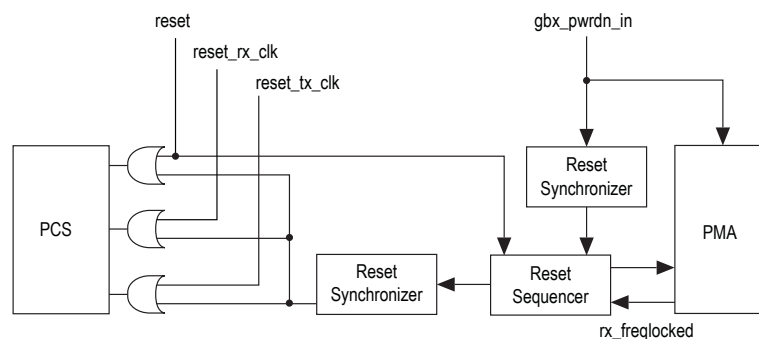 reset
gbx_pwrdn_in
reset_rx_clk
reset_tx_clk
Reset
Synchronizer
PCS
PMA
Reset
Synchronizer
Reset
Sequencer
rx_freqlocked